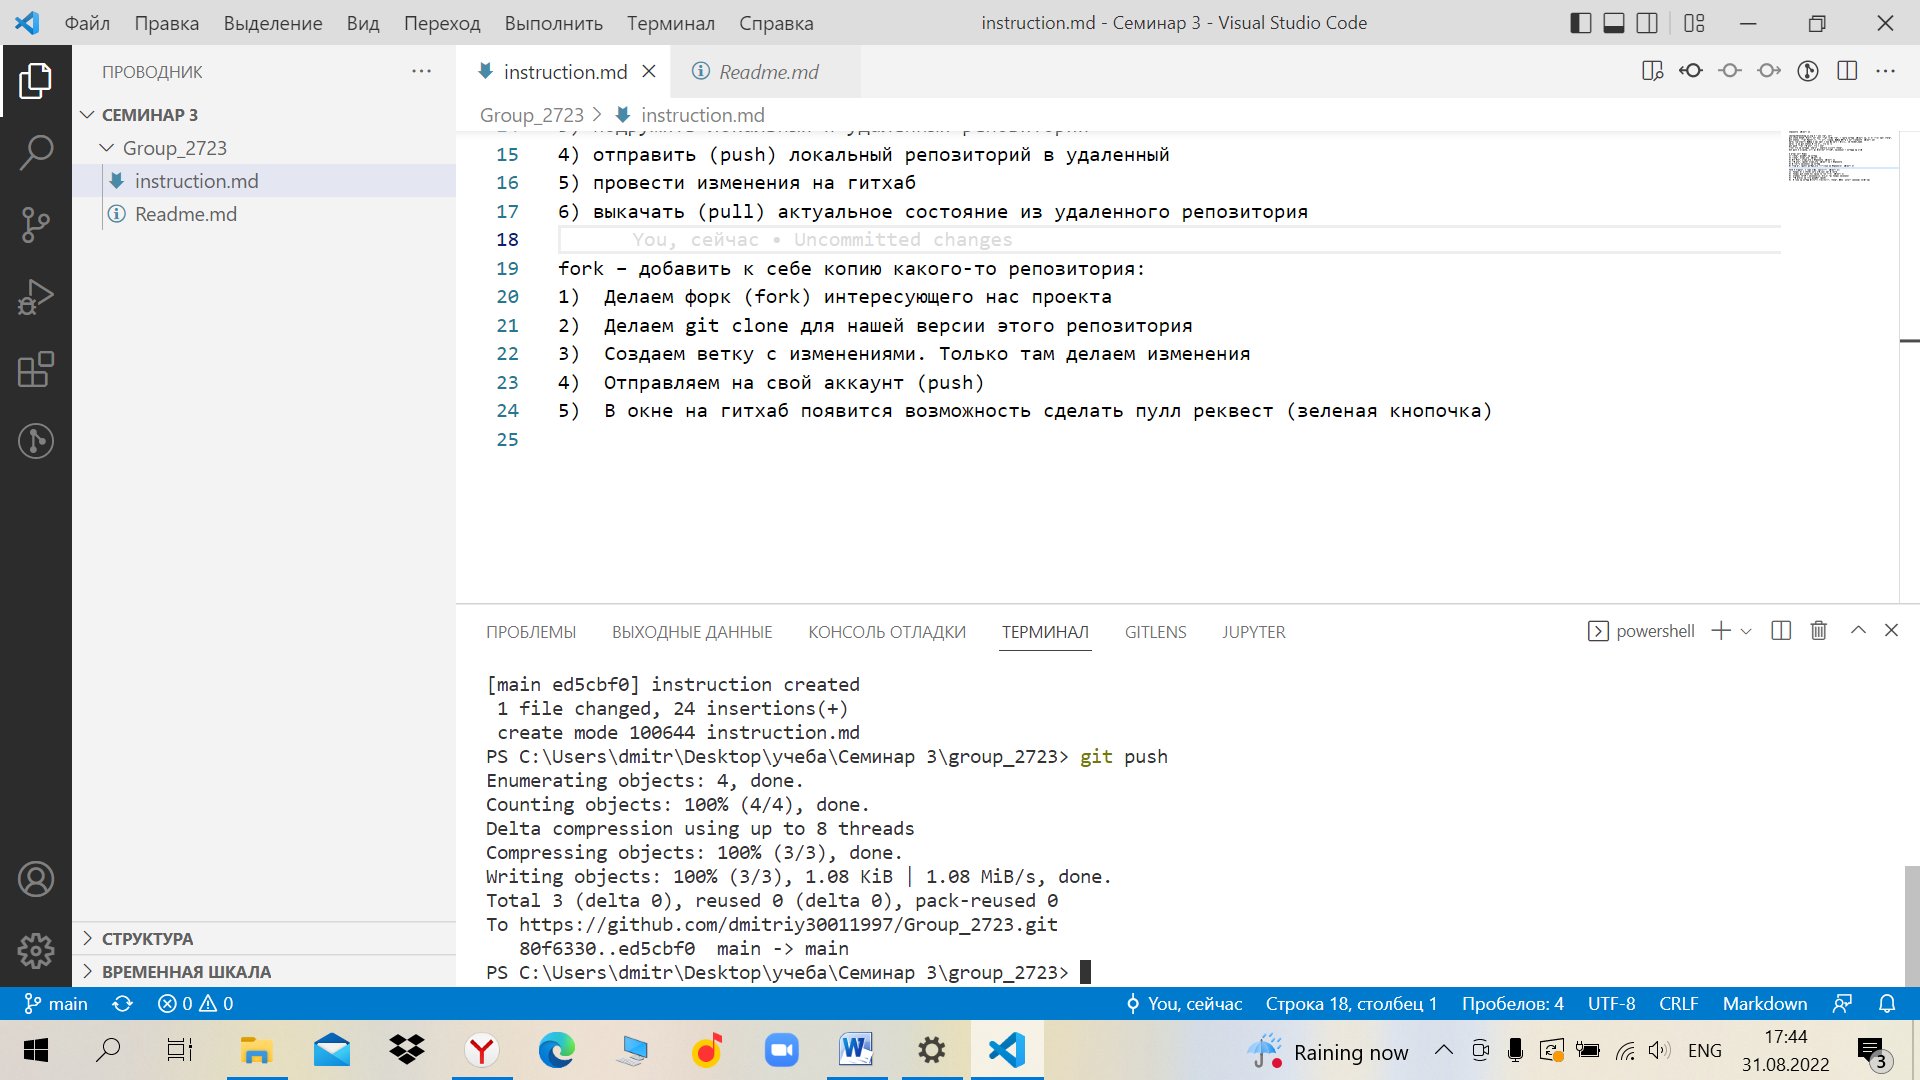 Файл Правка Выделение Вид Переход Выполнить Терминал Справка
instruction.md - Семинар 3 - Visual Studio Code
ПРОВОДНИК
СЕМИНАР 3
Group_2723
instruction.md
Readme.md
СТРУКТУРА
ВРЕМЕННАЯ ШКАЛА
instruction.md Readme.md
Group_2723 > instruction.md
15 4) отправить (push) локальный репозиторий в удаленный
16 5) провести изменения на гитхаб
17 6) выкачать (pull) актуальное состояние из удаленного репозитория
18 You, сейчас • Uncommitted changes
19 fork – добавить к себе копию какого-то репозитория:
20 1) Делаем форк (fork) интересующего нас проекта
21 2) Делаем git clone для нашей версии этого репозитория
22 3) Создаем ветку с изменениями. Только там делаем изменения
23 4) Отправляем на свой аккаунт (push)
24 5) В окне на гитхаб появится возможность сделать пулл реквест (зеленая кнопочка)
25
ПРОБЛЕМЫ ВЫХОДНЫЕ ДАННЫЕ КОНСОЛЬ ОТЛАДКИ ТЕРМИНАЛ GITLENS JUPYTER
powershell
[main ed5cbf0] instruction created
1 file changed, 24 insertions(+)
create mode 100644 instruction.md
PS C:\Users\dmitr\Desktop\учеба\Семинар 3\group_2723> git push
Enumerating objects: 4, done.
Counting objects: 100% (4/4), done.
Delta compression using up to 8 threads
Compressing objects: 100% (3/3), done.
Writing objects: 100% (3/3), 1.08 KiB | 1.08 MiB/s, done.
Total 3 (delta 0), reused 0 (delta 0), pack-reused 0
To https://github.com/dmitriy30011997/Group_2723.git
80f6330..ed5cbf0 main -> main
PS C:\Users\dmitr\Desktop\учеба\Семинар 3\group_2723>
main 0 0
You, сейчас Строка 18, столбец 1 Пробелов: 4 UTF-8 CRLF Markdown
Raining now ENG
17:44
31.08.2022
3